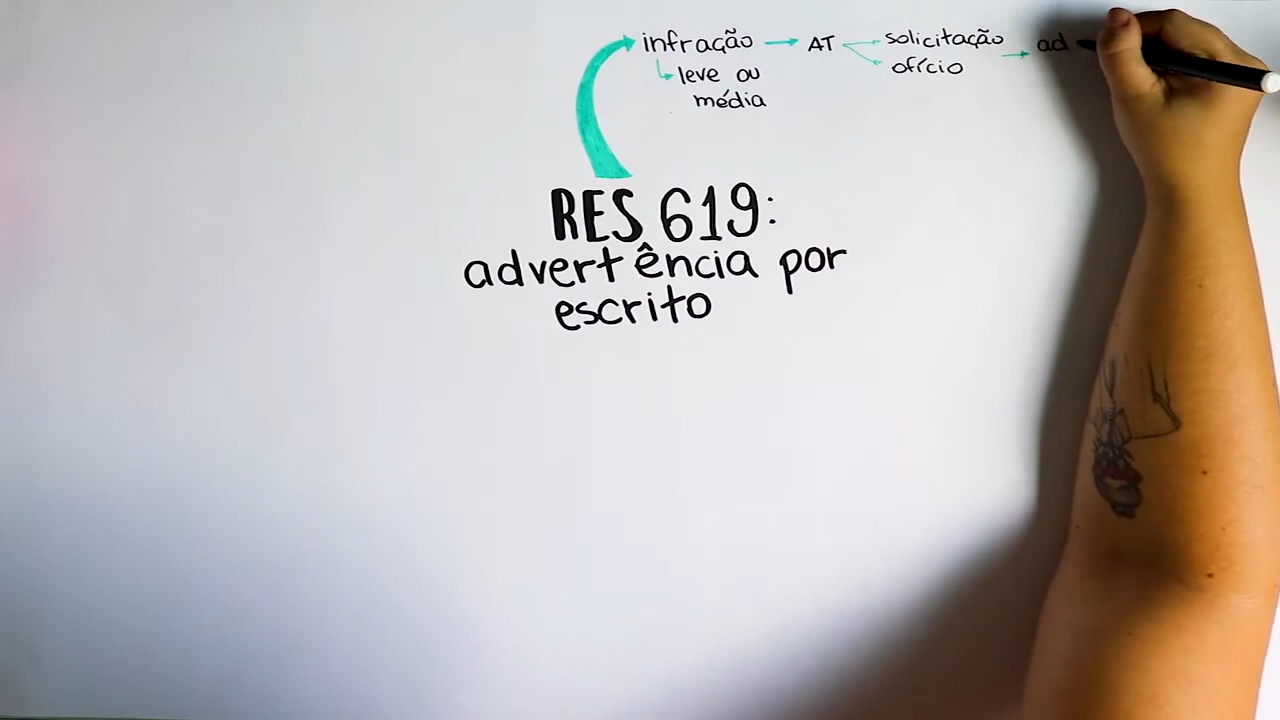 infração → AT solicitação → ad
ofício
leve ou
média
RES 619:
advertência por
escrito